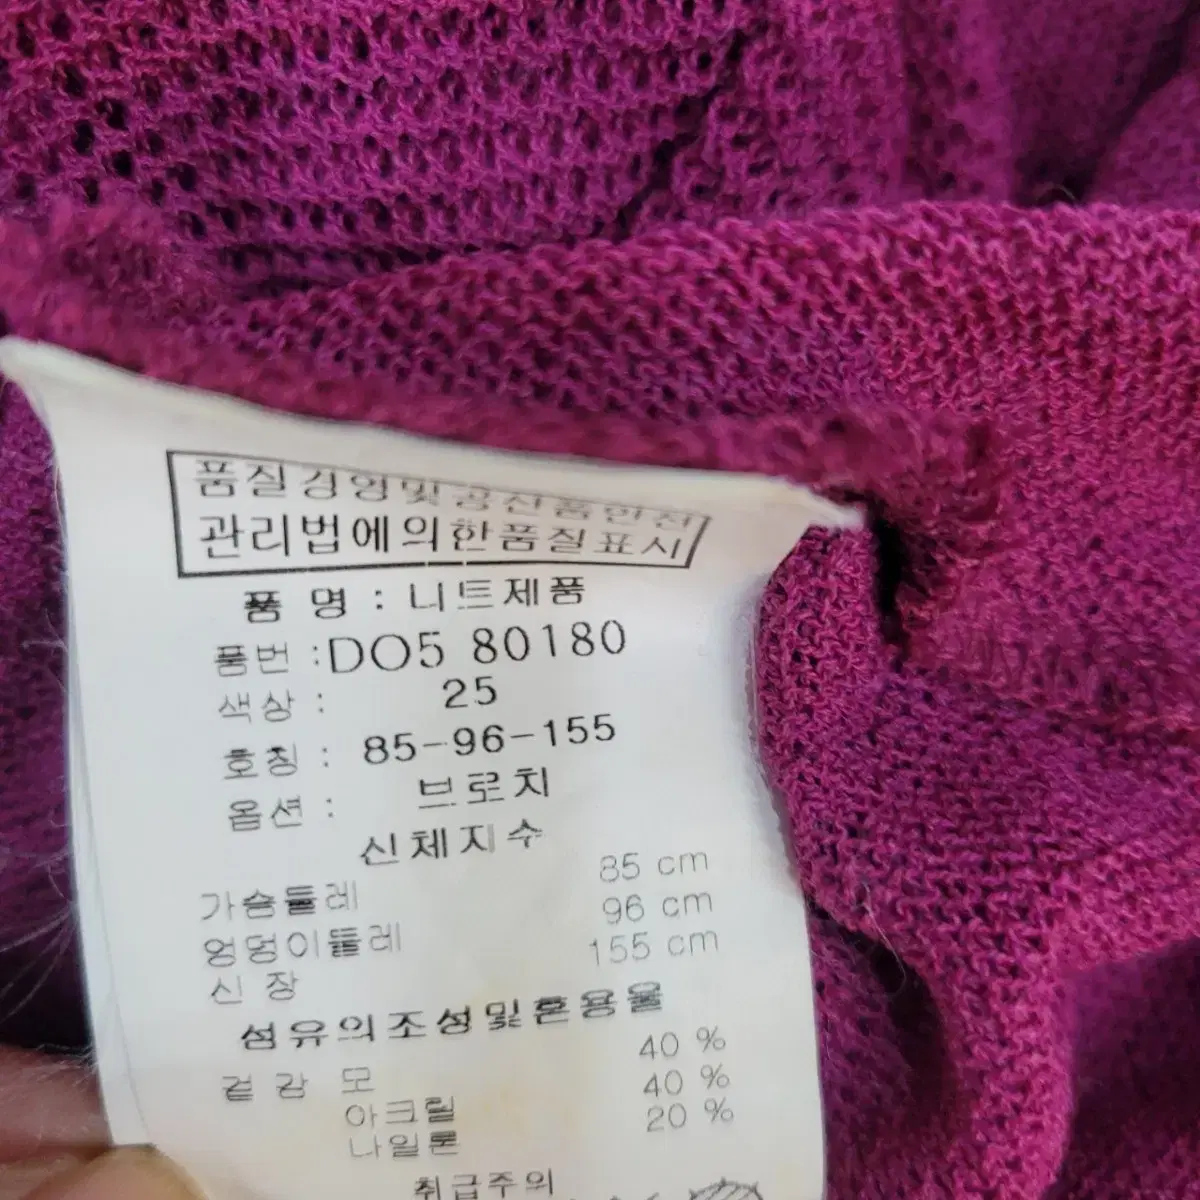 품질경영및공산품안전
관리법에의한품질표시
품 명 : 니트제품
품번 : DO5 80180
색상 : 25
호칭 : 85-96-155
옵션 : 브로치
신체지수
가슴둘레 85 cm
엉덩이둘레 96 cm
신 장 155 cm
섬유의조성및혼용율
겉 감 모 40 %
아크릴 40 %
나일론 20 %
취급주의